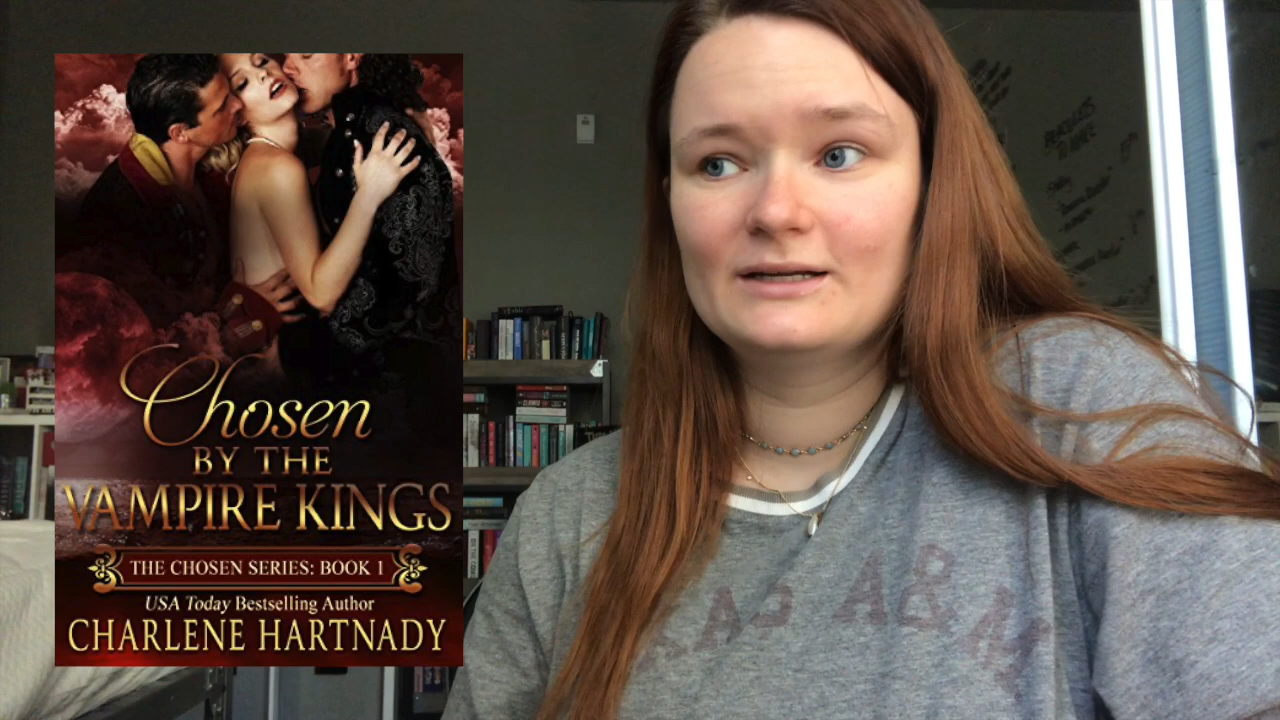 Chosen
BY THE
VAMPIRE KINGS
THE CHOSEN SERIES: BOOK 1
USA Today Bestselling Author
CHARLENE HARTNADY
A&M